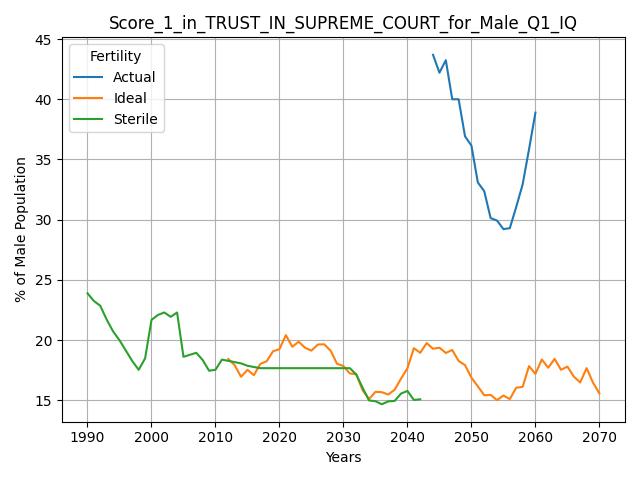 Score_1_in_TRUST_IN_SUPREME_COURT_for_Male_Q1_IQ
Fertility
Actual
Ideal
Sterile
% of Male Population
45
40
35
30
25
20
15
1990 2000 2010 2020 2030 2040 2050 2060 2070
Years